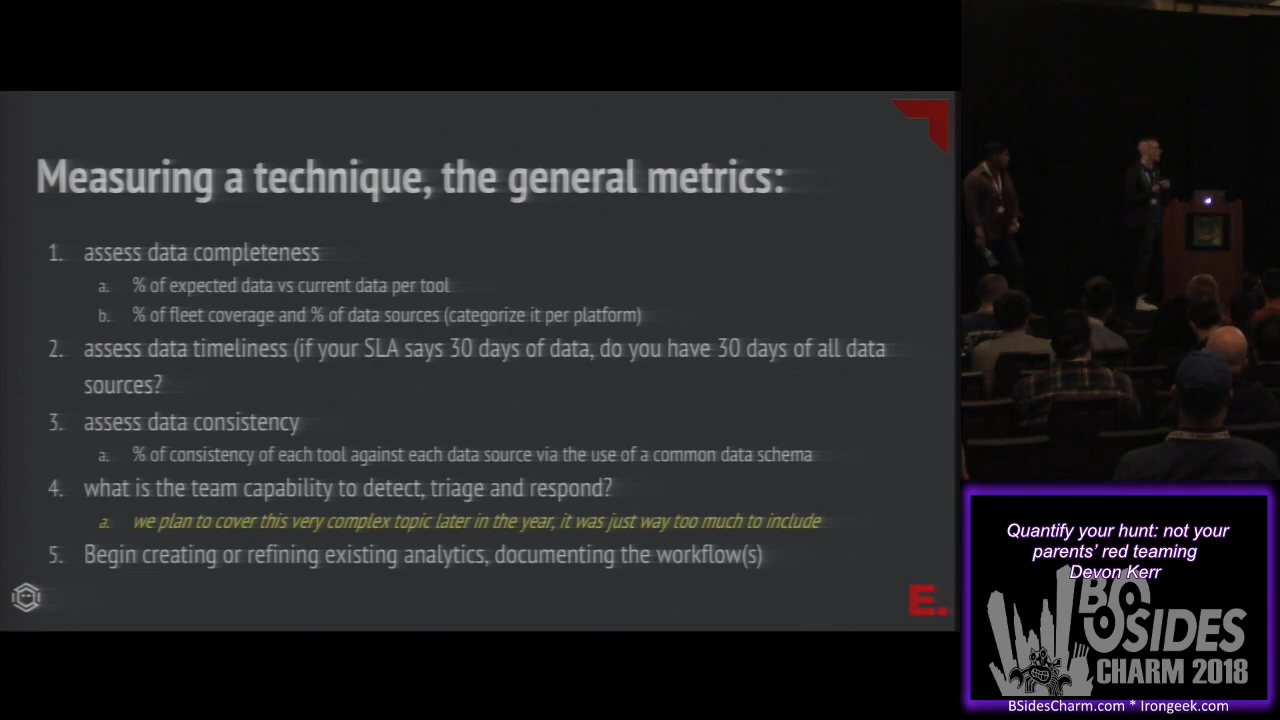 Measuring a technique, the general metrics:
1. assess data completeness
a. % of expected data vs current data per tool
b. % of fleet coverage and % of data sources (categorize it per platform)
2. assess data timeliness (if your SLA says 30 days of data, do you have 30 days of all data
sources?
3. assess data consistency
a. % of consistency of each tool against each data source via the use of a common data schema
4. what is the team capability to detect, triage and respond?
a. we plan to cover this very complex topic later in the year, it was just way too much to include
5. Begin creating or refining existing analytics, documenting the workflow(s)
E.
Quantify your hunt: not your
parents' red teaming
Devon Kerr
BSIDES
CHARM 2018
BSidesCharm.com * Irongeek.com